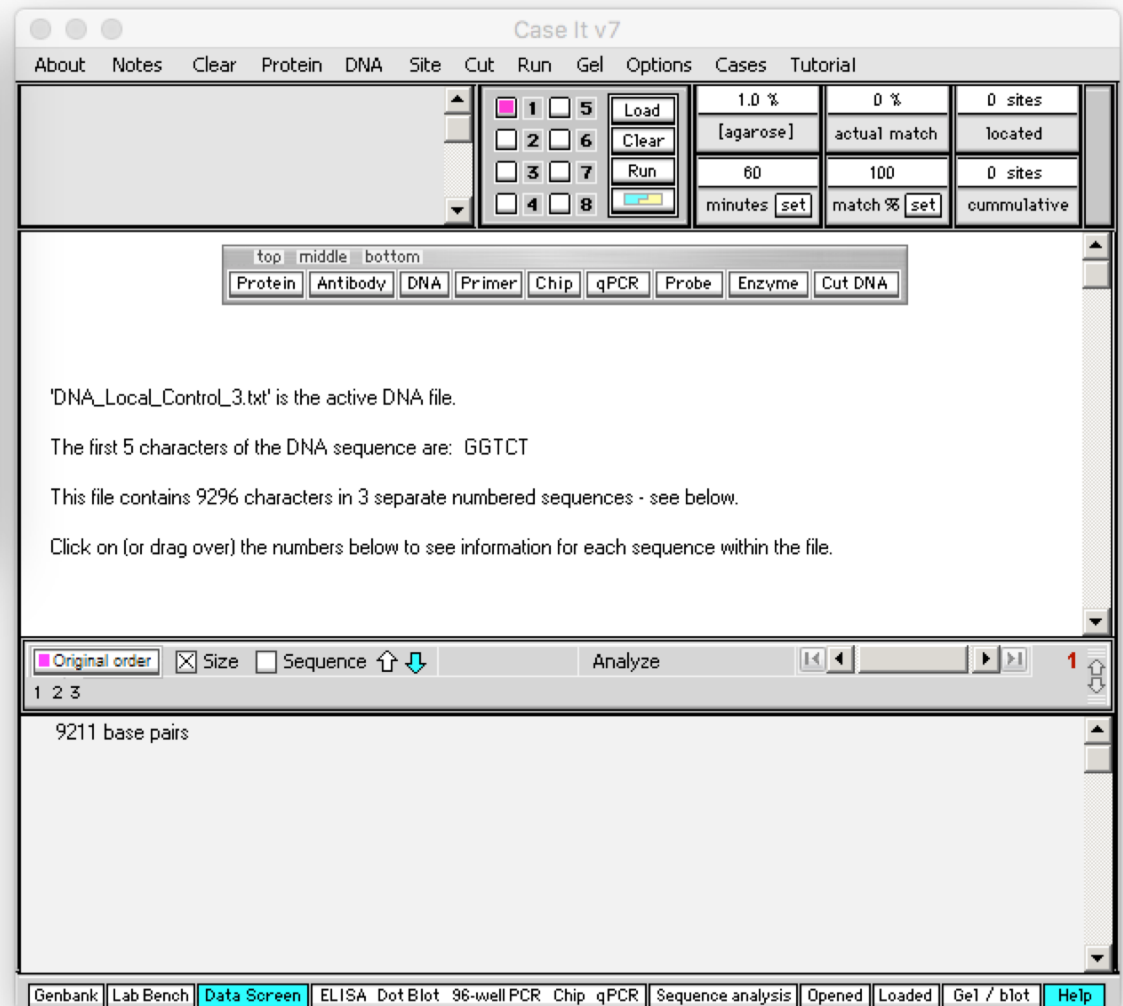 Case It v7
About Notes Clear Protein DNA Site Cut Run Gel Options Cases Tutorial
1 5 Load 1.0 % 0 % 0 sites
2 6 Clear [agarose] actual match located
3 7 Run 60 100 0 sites
4 8 minutes set match % set cummulative
top middle bottom
Protein Antibody DNA Primer Chip qPCR Probe Enzyme Cut DNA
'DNA_Local_Control_3.txt' is the active DNA file.
The first 5 characters of the DNA sequence are: GGTCT
This file contains 9296 characters in 3 separate numbered sequences - see below.
Click on (or drag over) the numbers below to see information for each sequence within the file.
Original order Size Sequence Analyze 1
1 2 3
9211 base pairs
Genbank Lab Bench Data Screen ELISA Dot Blot 96-well PCR Chip qPCR Sequence analysis Opened Loaded Gel / blot Help